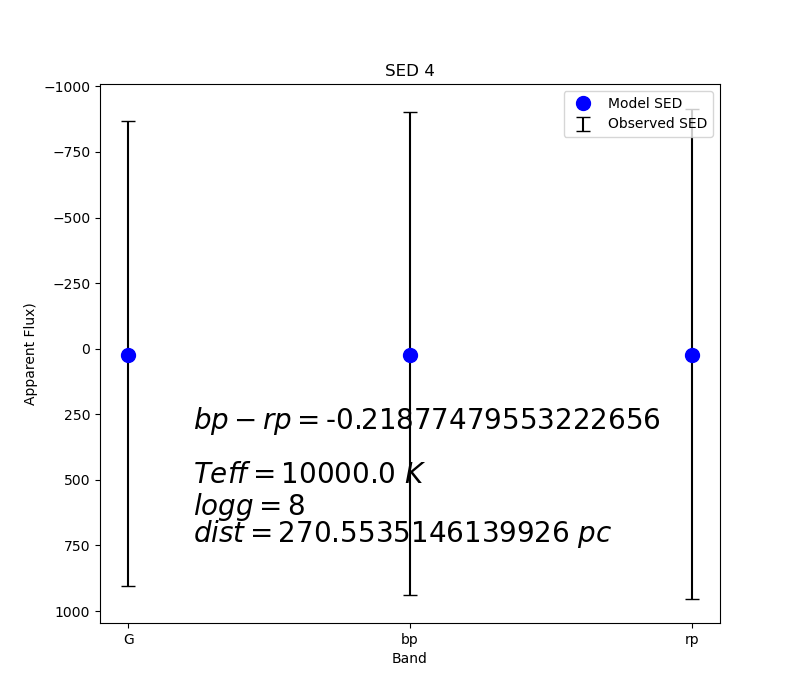 SED 4
−1000
−750
−500
−250
0
250
500
750
1000
Apparent Flux)
Model SED
Observed SED
bp − rp = -0.21877479553222656
Teff = 10000.0 K
logg = 8
dist = 270.5535146139926 pc
G bp rp
Band